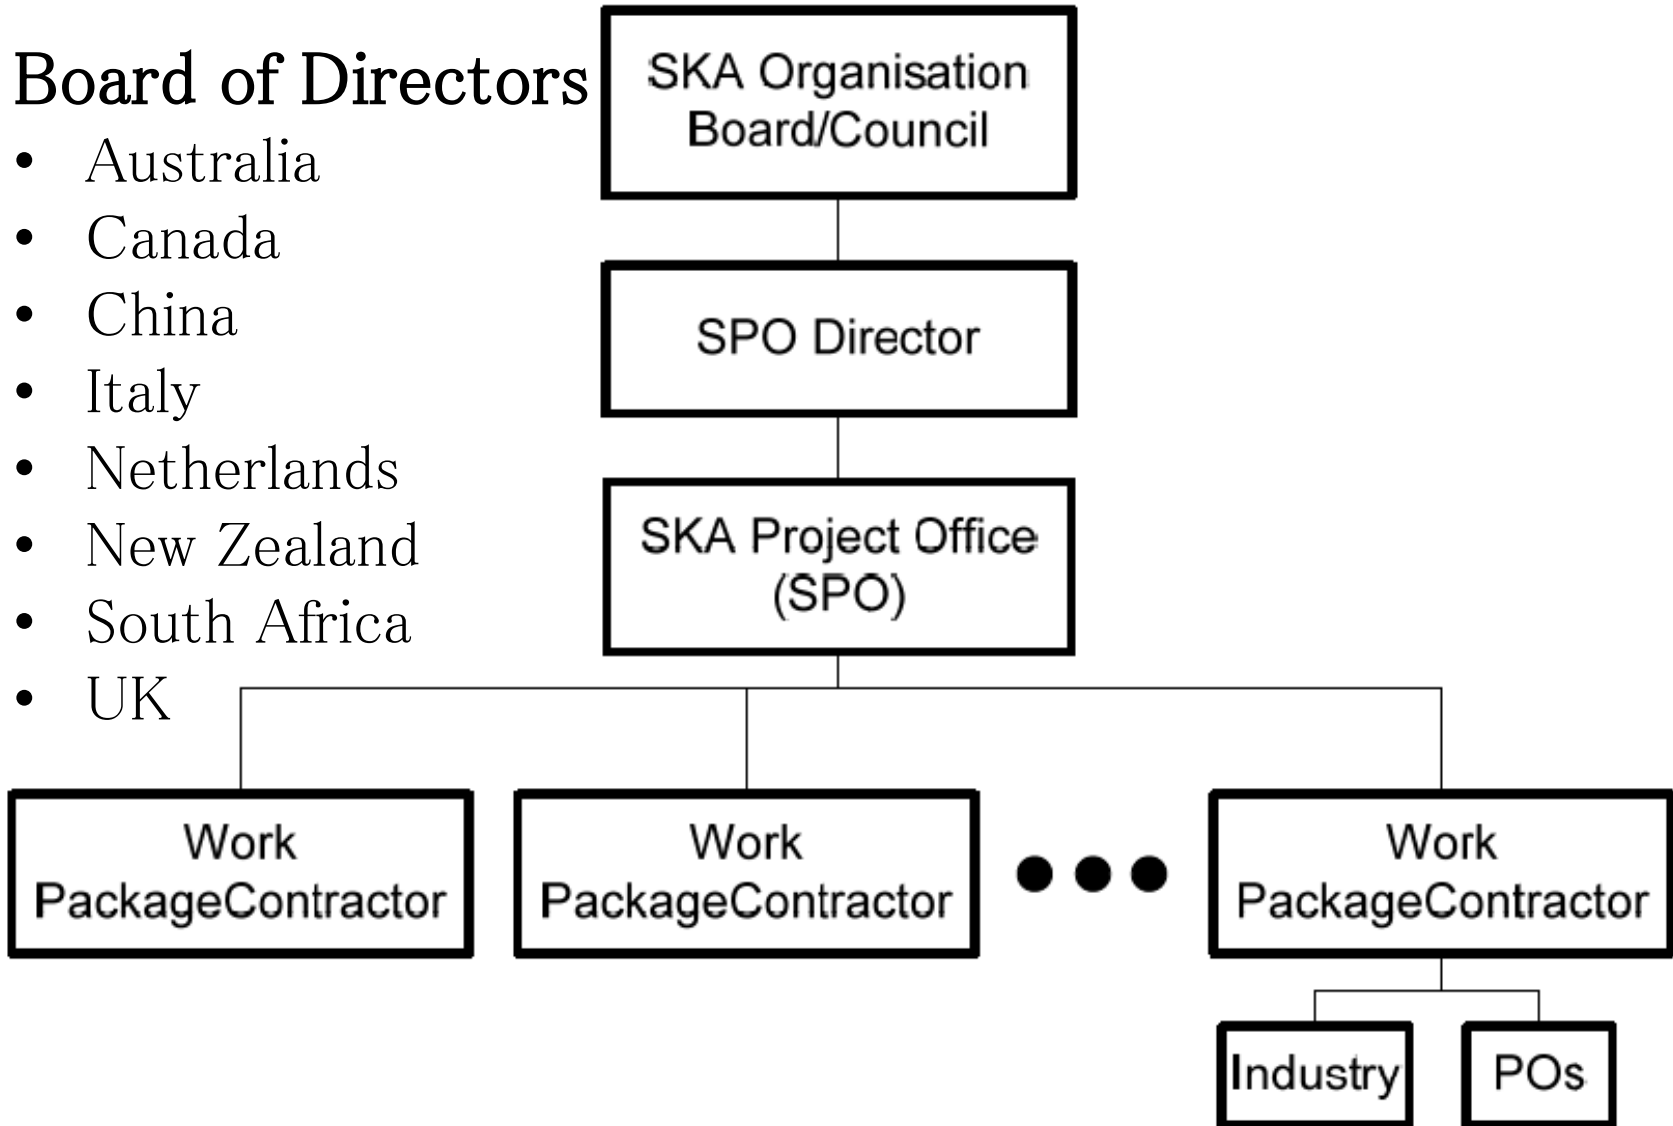 Board of Directors
• Australia
• Canada
• China
• Italy
• Netherlands
• New Zealand
• South Africa
• UK
SKA Organisation
Board/Council
SPO Director
SKA Project Office
(SPO)
Work
PackageContractor
Work
PackageContractor
Work
PackageContractor
Industry
POs